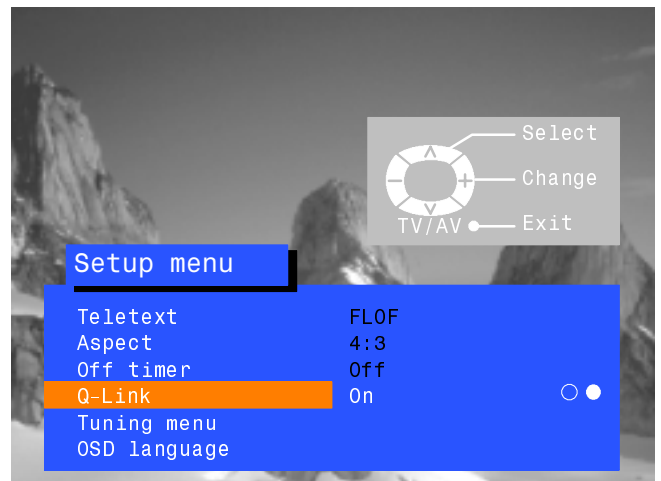 Select
Change
TV/AV Exit
Setup menu
Teletext FLOF
Aspect 4:3
Off timer Off
Q-Link On
Tuning menu
OSD language